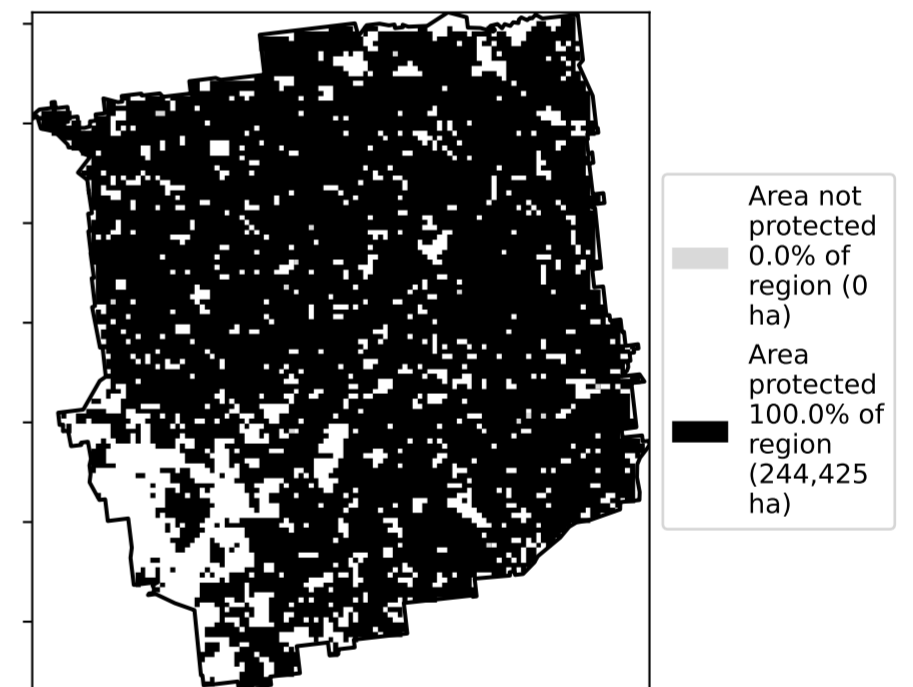 Area not
protected
0.0% of
region (0
ha)
Area
protected
100.0% of
region
(244,425
ha)